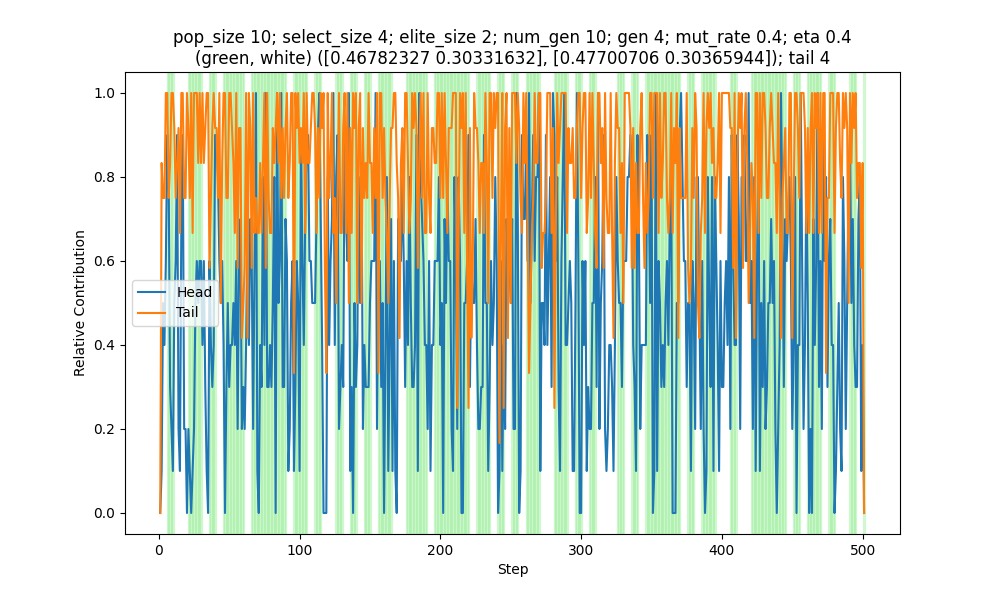 pop_size 10; select_size 4; elite_size 2; num_gen 10; gen 4; mut_rate 0.4; eta 0.4
(green, white) ([0.46782327 0.30331632], [0.47700706 0.30365944]); tail 4
1.0
0.8
0.6
0.4
0.2
0.0
Relative Contribution
Head
Tail
0 100 200 300 400 500
Step